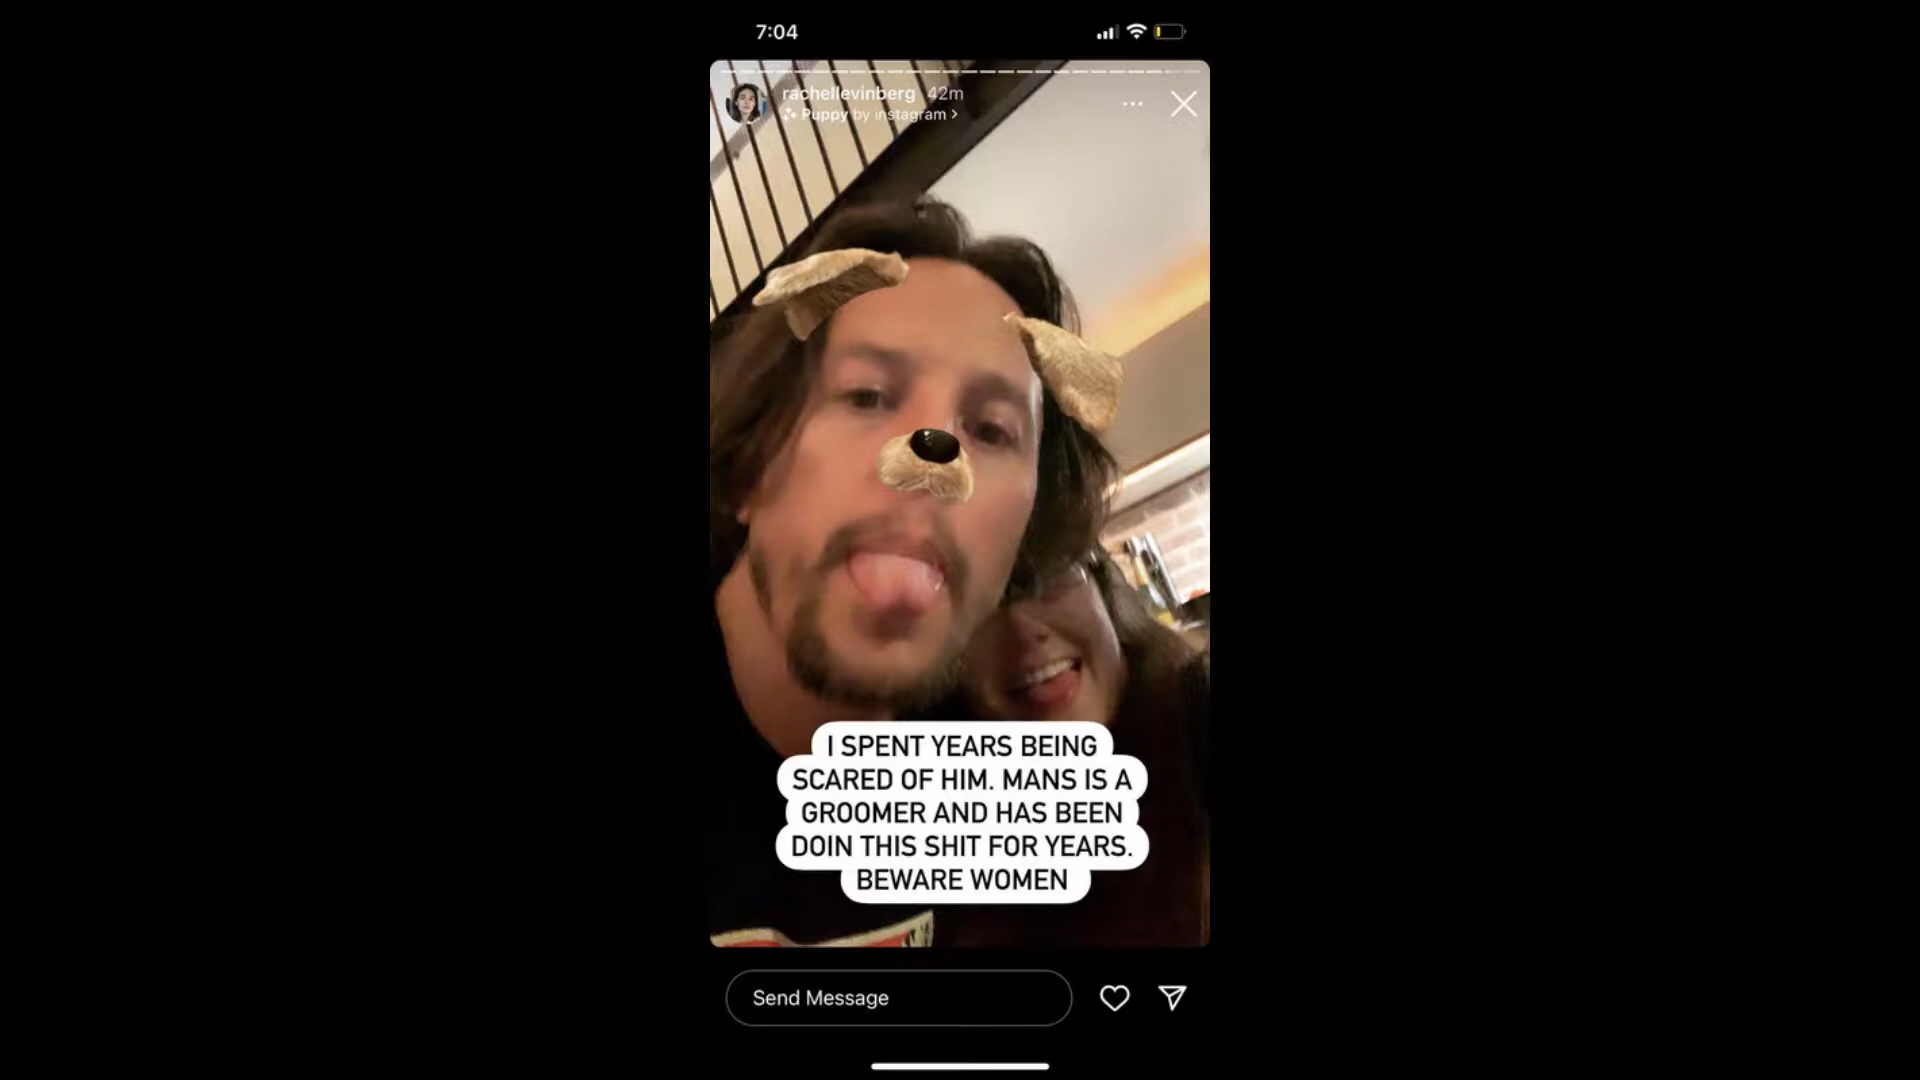 7:04
rachellevinberg 42m
Puppy by instagram >
I SPENT YEARS BEING
SCARED OF HIM. MANS IS A
GROOMER AND HAS BEEN
DOIN THIS SHIT FOR YEARS.
BEWARE WOMEN
Send Message